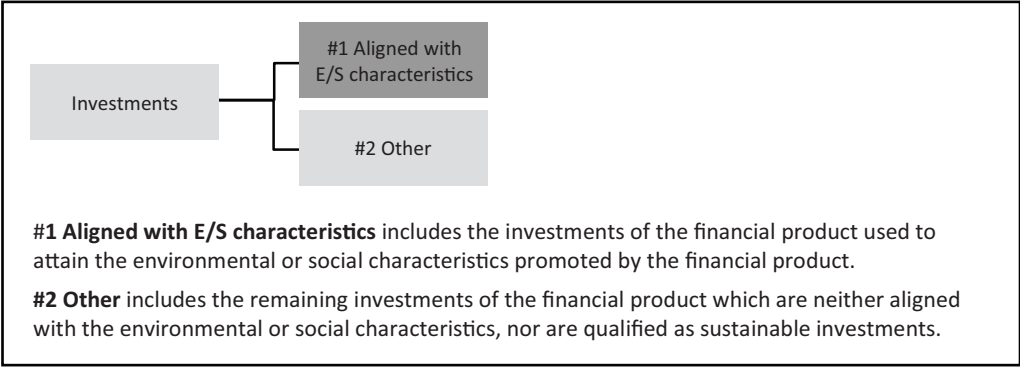 #1 Aligned with
E/S characteristics
Investments
#2 Other
#1 Aligned with E/S characteristics includes the investments of the financial product used to
attain the environmental or social characteristics promoted by the financial product.
#2 Other includes the remaining investments of the financial product which are neither aligned
with the environmental or social characteristics, nor are qualified as sustainable investments.